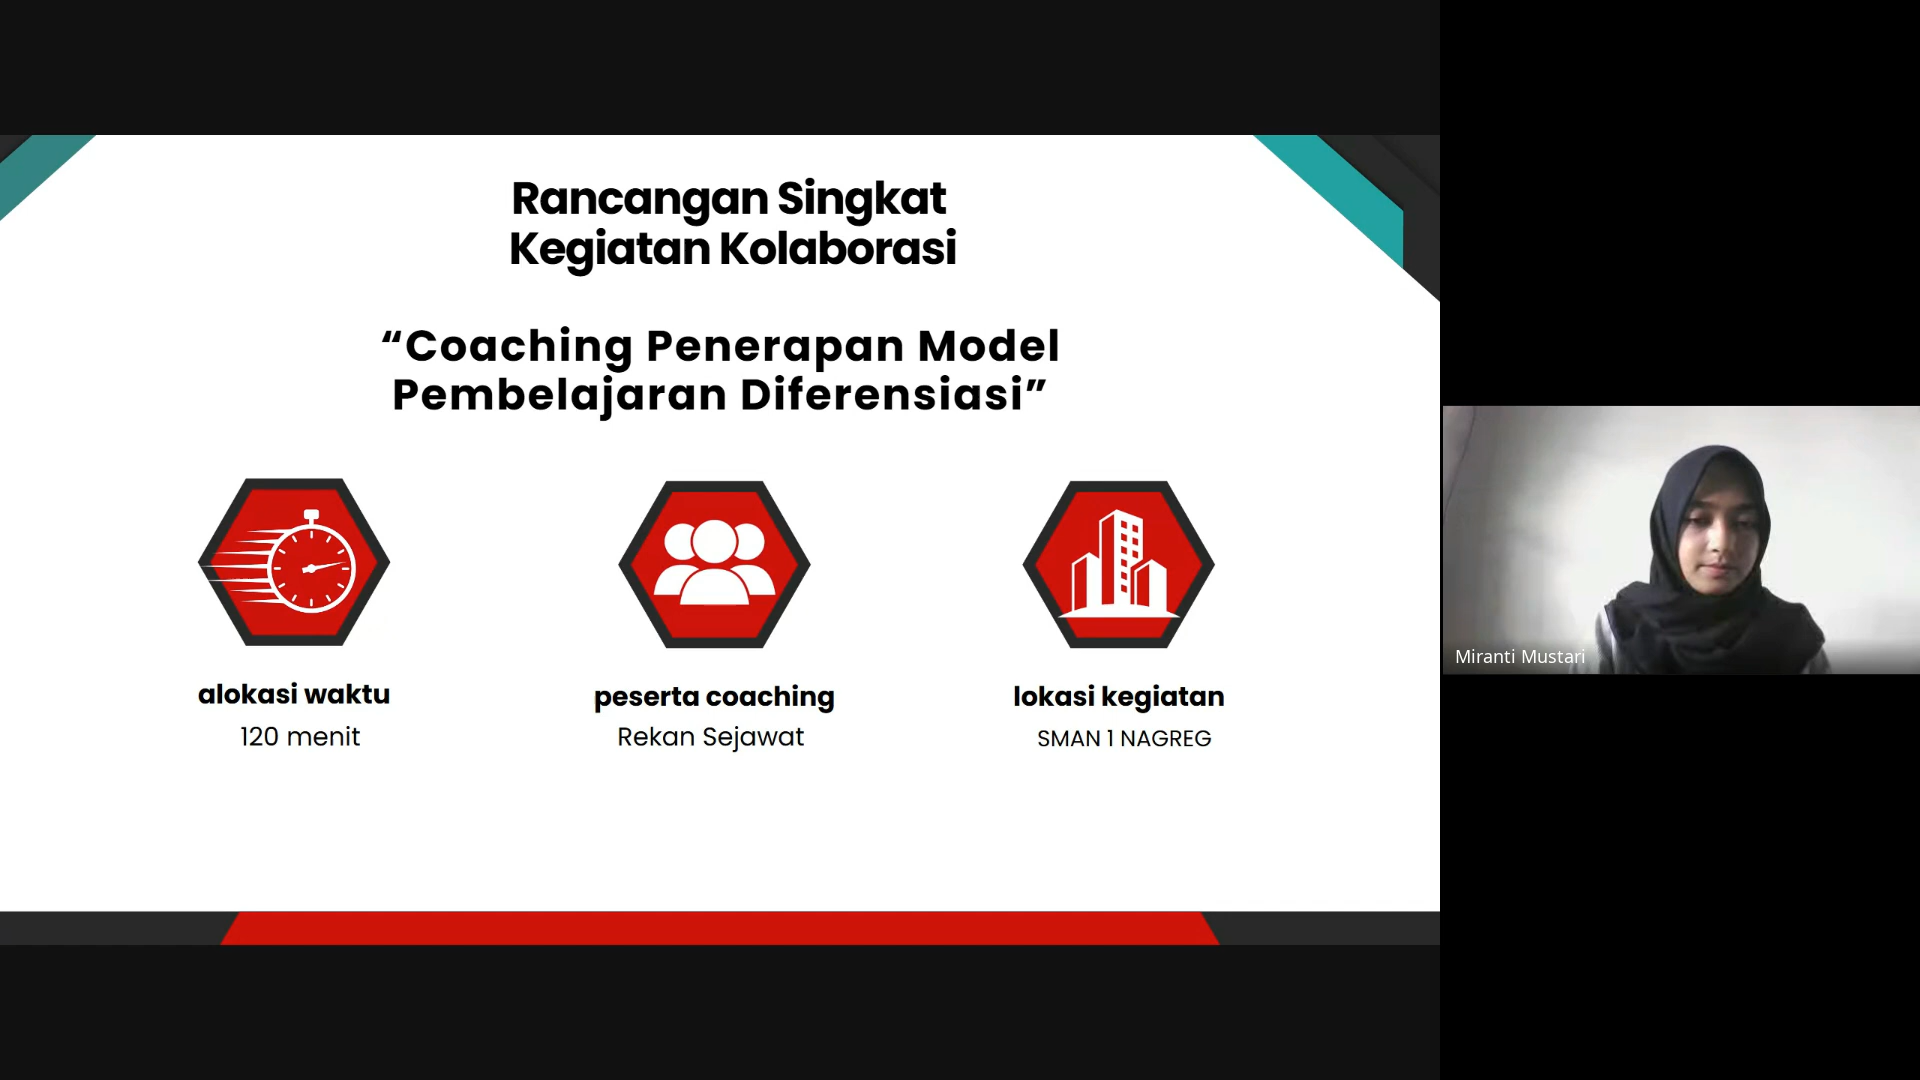 Rancangan Singkat
Kegiatan Kolaborasi
“Coaching Penerapan Model
Pembelajaran Diferensiasi”
alokasi waktu
120 menit
peserta coaching
Rekan Sejawat
lokasi kegiatan
SMAN 1 NAGREG
Miranti Mustari